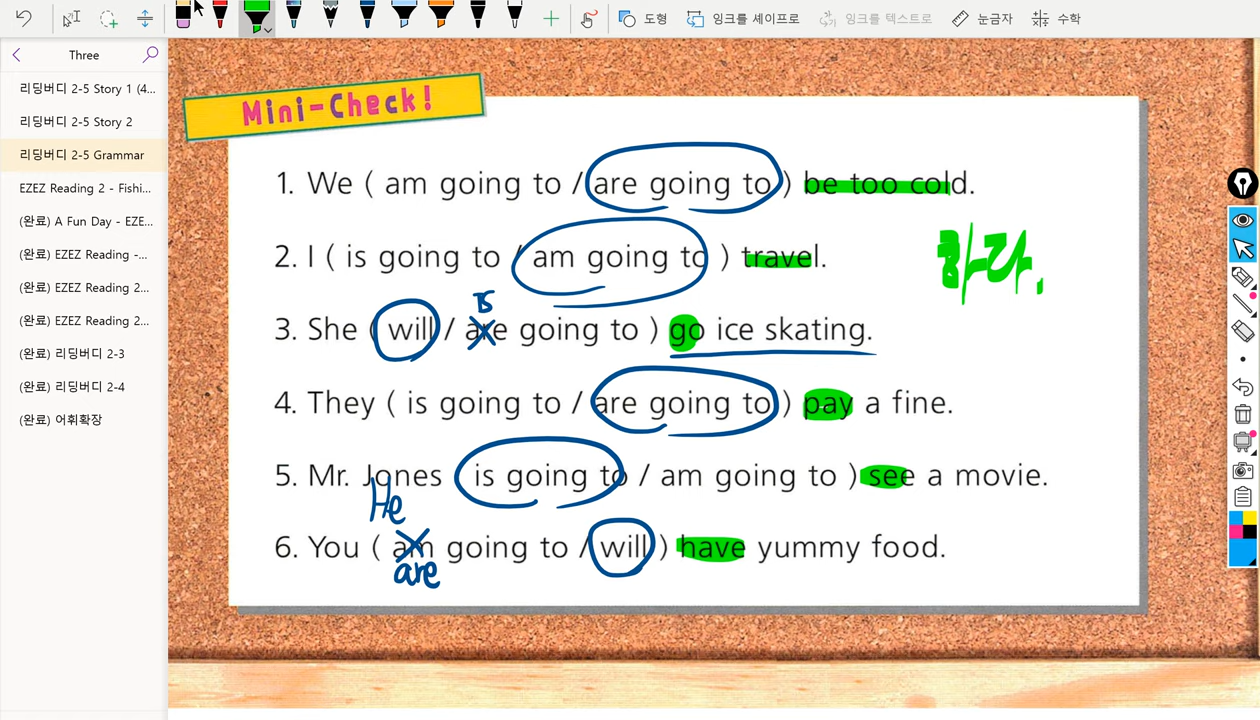 도형
잉크를 셰이프로
잉크를 텍스트로
눈금자
수학
Three
리딩버디 2-5 Story 1 (4...
리딩버디 2-5 Story 2
리딩버디 2-5 Grammar
EZEZ Reading 2 - Fishi...
(완료) A Fun Day - EZE...
(완료) EZEZ Reading -...
(완료) EZEZ Reading 2...
(완료) EZEZ Reading 2...
(완료) 리딩버디 2-3
(완료) 리딩버디 2-4
(완료) 어휘확장
Mini-Check!
1. We ( am going to / are going to ) be too cold.
2. I ( is going to / am going to ) travel.
하다.
is
3. She ( will / are going to ) go ice skating.
4. They ( is going to / are going to ) pay a fine.
5. Mr. Jones is going to / am going to ) see a movie.
He
6. You ( am going to / will ) have yummy food.
are